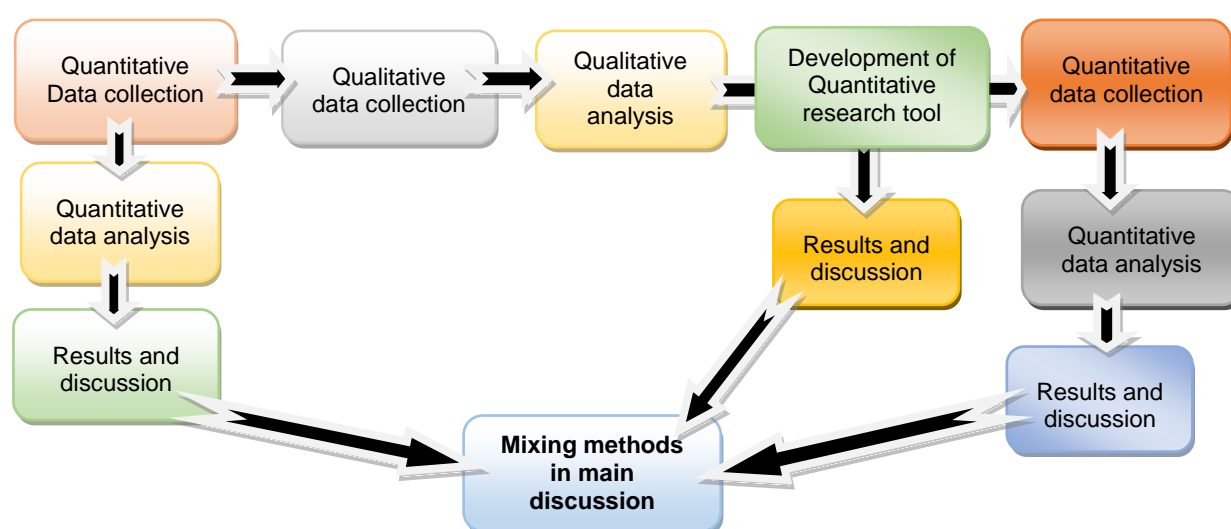 Quantitative
Data collection
Qualitative
data collection
Qualitative
data
analysis
Development of
Quantitative
research tool
Quantitative
data collection
Quantitative
data analysis
Results and
discussion
Quantitative
data analysis
Results and
discussion
Results and
discussion
Mixing methods
in main
discussion